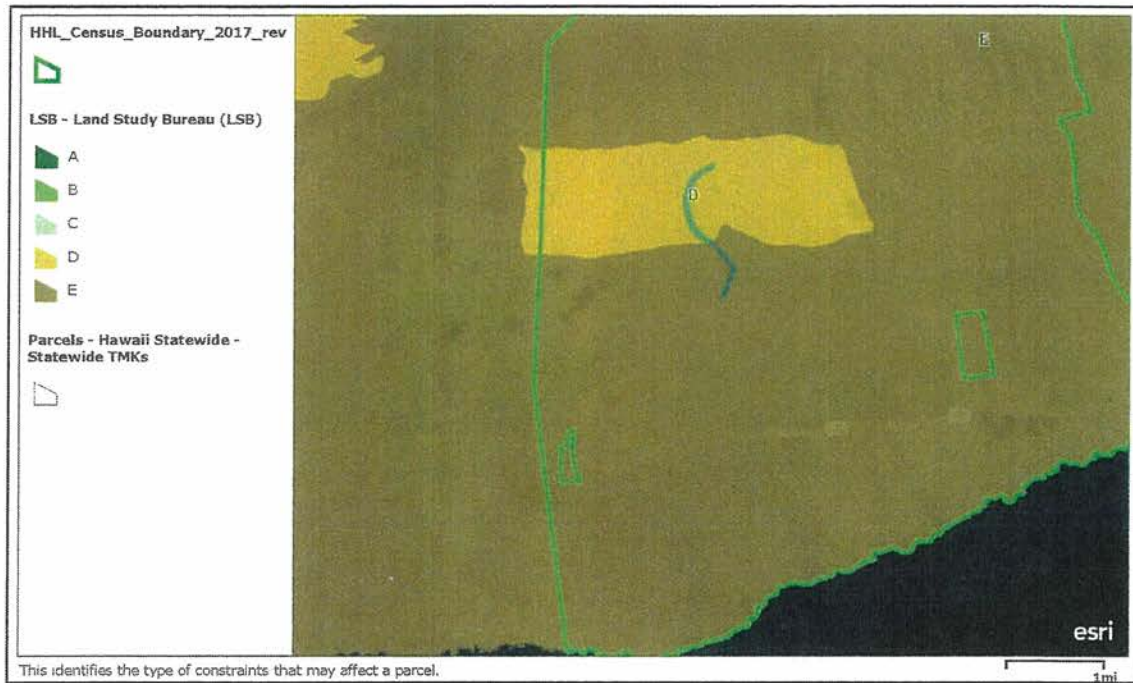 HHL_Census_Boundary_2017_rev
LSB - Land Study Bureau (LSB)
A
B
C
D
E
Parcels - Hawaii Statewide -
Statewide TMKs
E
D
esri
This identifies the type of constraints that may affect a parcel.
1mi